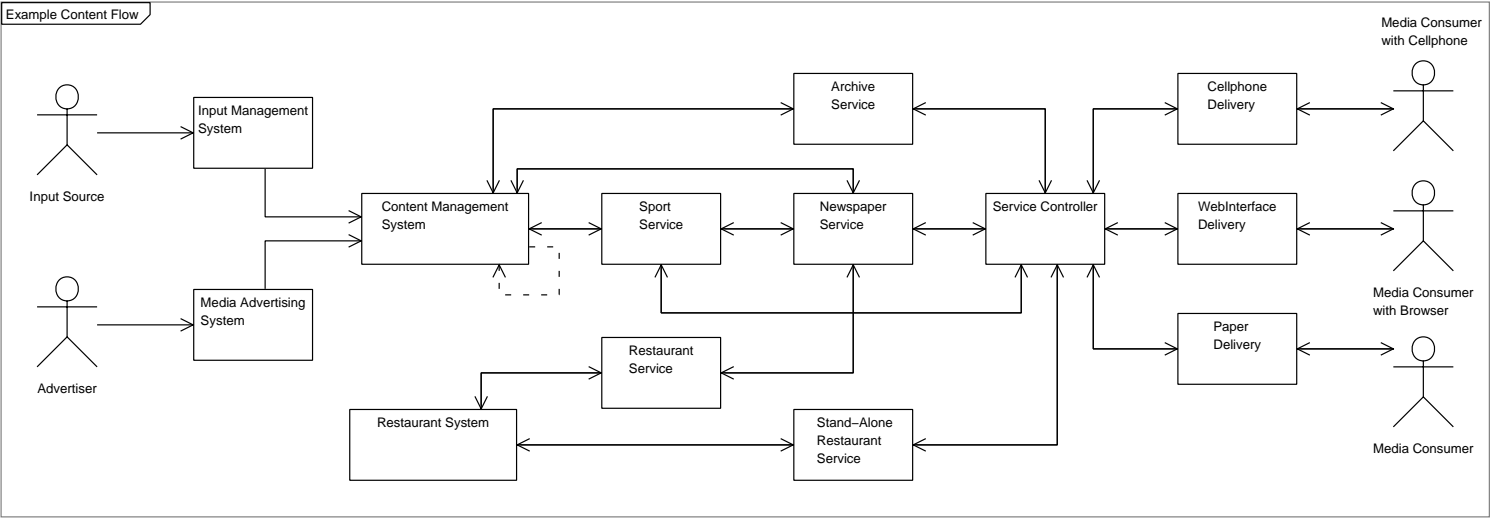 Example Content Flow
Media Consumer
with Cellphone
Archive
Service
Cellphone
Delivery
Input Management
System
Input Source
Content Management
System
Sport
Service
Newspaper
Service
Service Controller
WebInterface
Delivery
Media Consumer
with Browser
Media Advertising
System
Advertiser
Paper
Delivery
Restaurant
Service
Restaurant System
Stand−Alone
Restaurant
Service
Media Consumer